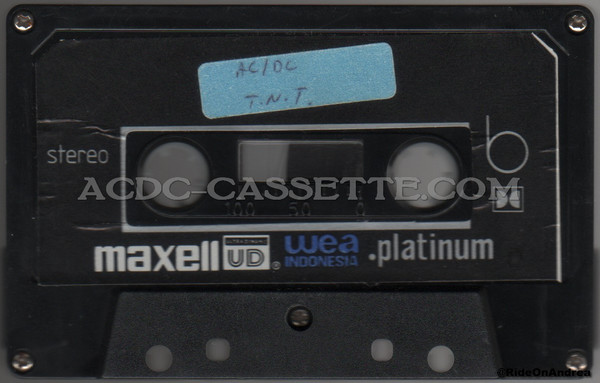 AC/DC
T.N.T.
stereo
b
ACDC-CASSETTE.COM
100 50 0
maxell UD® wea .platinum
INDONESIA
©RideOnAndrea